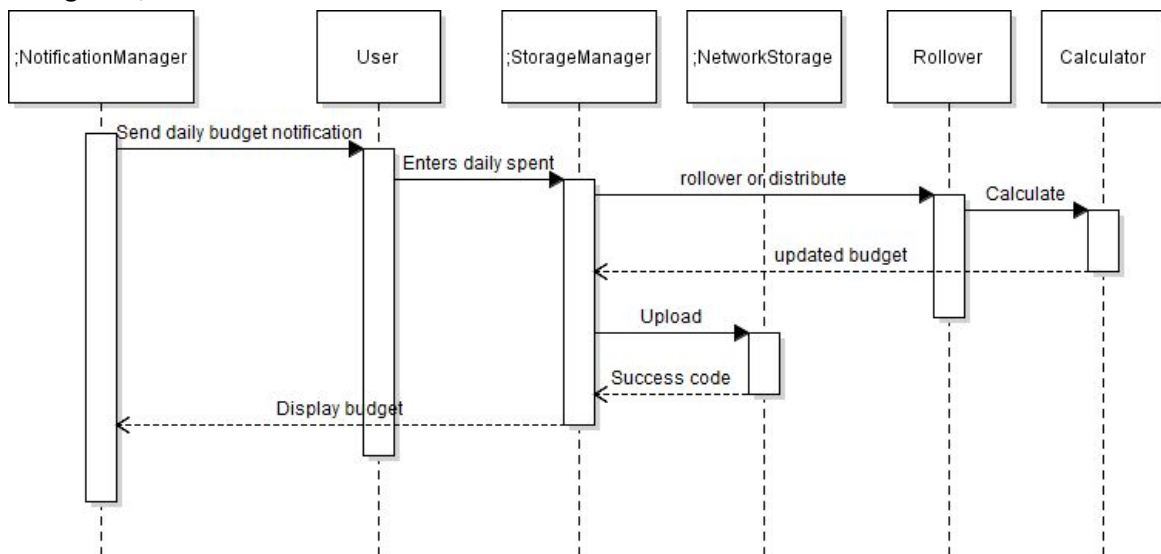 ;NotificationManager
User
;StorageManager
;NetworkStorage
Rollover
Calculator
Send daily budget notification
Enters daily spent
rollover or distribute
Calculate
updated budget
Upload
Success code
Display budget